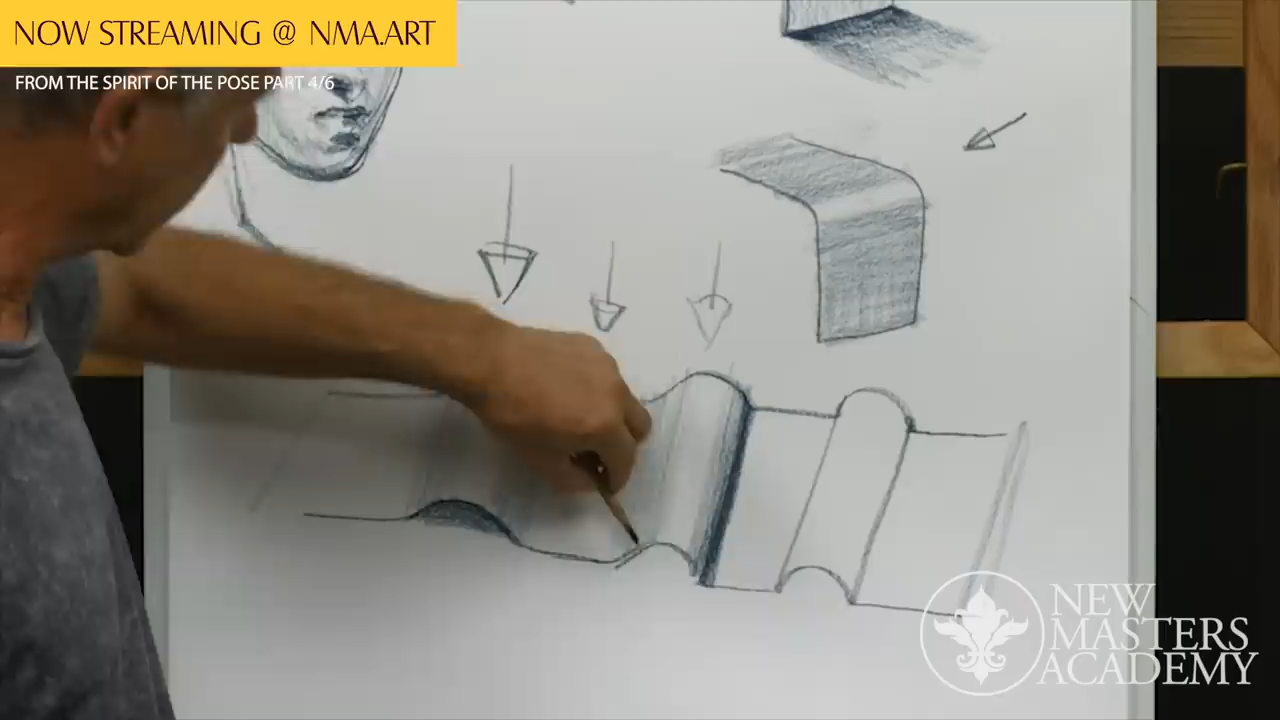 NOW STREAMING @ NMA.ART
FROM THE SPIRIT OF THE POSE PART 4/6
NEW
MASTERS
ACADEMY